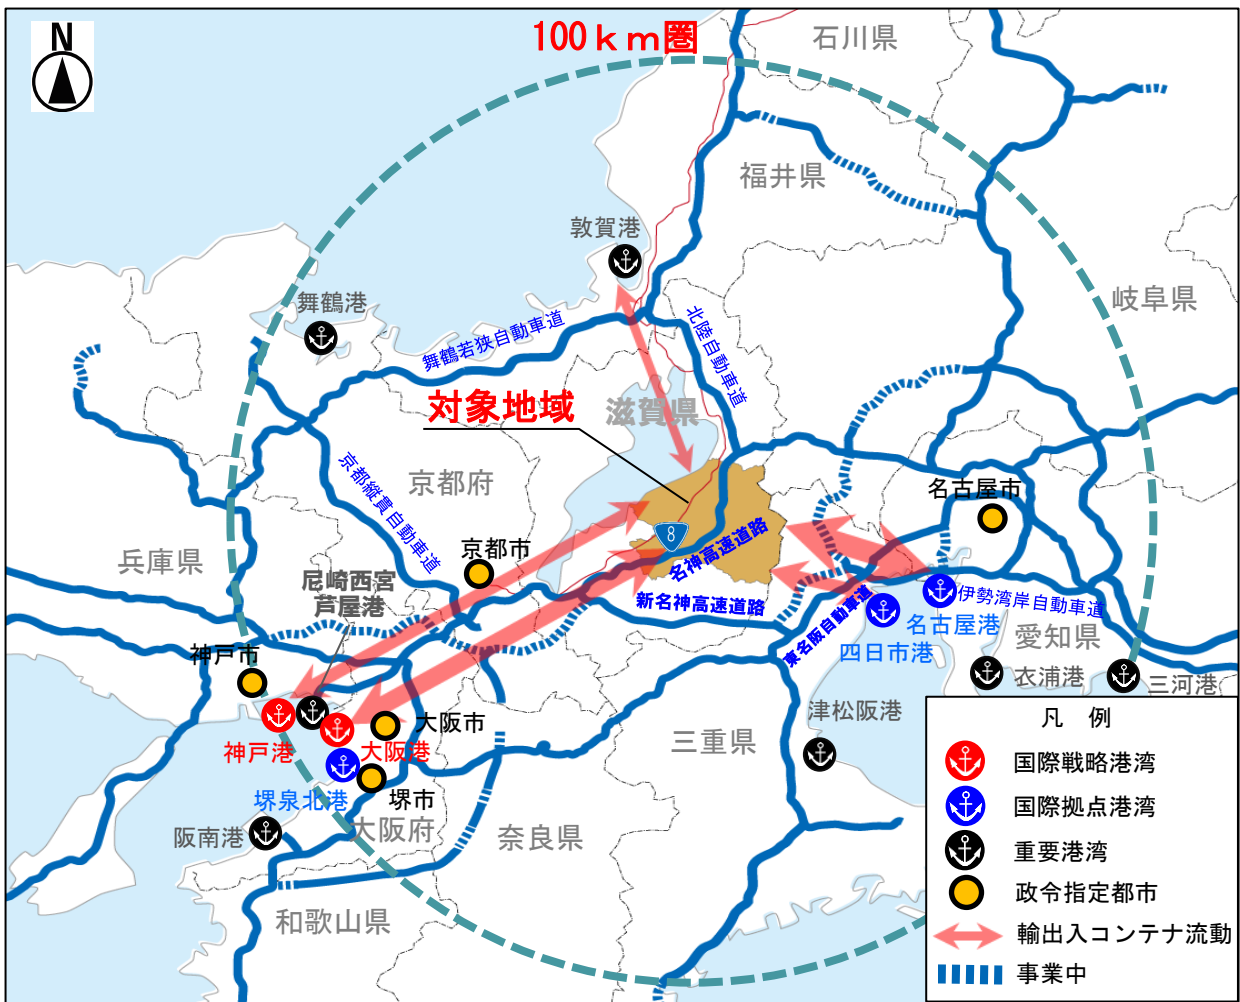 N
100ｋｍ圏
石川県
福井県
敦賀港
舞鶴港
岐阜県
舞鶴若狭自動車道
北陸自動車道
対象地域
滋賀県
京都府
京都縦貫自動車道
名古屋市
8
名神高速道路
京都市
兵庫県
尼崎西宮
芦屋港
新名神高速道路
東名阪自動車道
伊勢湾岸自動車道
名古屋港
愛知県
四日市港
神戸市
衣浦港
三河港
津松阪港
大阪市
三重県
神戸港
大阪港
堺泉北港
堺市
阪南港
大阪府
奈良県
和歌山県
凡　例
国際戦略港湾
国際拠点港湾
重要港湾
政令指定都市
輸出入コンテナ流動
事業中